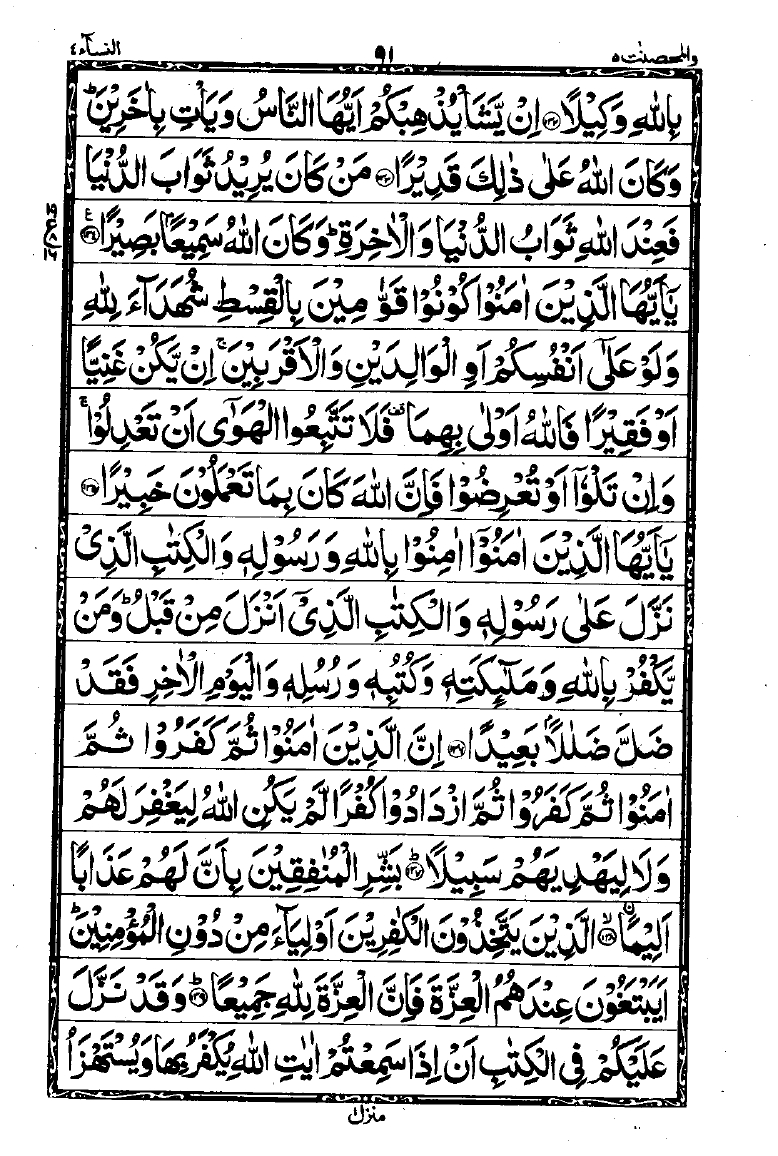 والمحصنٰت ٥ ٩١ النسآء ٤
بِاللّٰهِ وَكِيْلًا ﴿١٣٢﴾ اِنْ يَّشَاْ يُذْهِبْكُمْ اَيُّهَا النَّاسُ وَيَاْتِ بِاٰخَرِيْنَ ؕ
وَكَانَ اللّٰهُ عَلٰى ذٰلِكَ قَدِيْرًا ﴿١٣٣﴾ مَنْ كَانَ يُرِيْدُ ثَوَابَ الدُّنْيَا
فَعِنْدَ اللّٰهِ ثَوَابُ الدُّنْيَا وَالْاٰخِرَةِ ؕ وَكَانَ اللّٰهُ سَمِيْعًۢا بَصِيْرًا ﴿١٣٤﴾ ع
يٰۤاَيُّهَا الَّذِيْنَ اٰمَنُوْا كُوْنُوْا قَوّٰمِيْنَ بِالْقِسْطِ شُهَدَآءَ لِلّٰهِ
وَلَوْ عَلٰۤى اَنْفُسِكُمْ اَوِ الْوَالِدَيْنِ وَالْاَقْرَبِيْنَ ۚ اِنْ يَّكُنْ غَنِيًّا
اَوْ فَقِيْرًا فَاللّٰهُ اَوْلٰى بِهِمَا ۫ فَلَا تَتَّبِعُوا الْهَوٰۤى اَنْ تَعْدِلُوْا ۚ
وَاِنْ تَلْوٗۤا اَوْ تُعْرِضُوْا فَاِنَّ اللّٰهَ كَانَ بِمَا تَعْمَلُوْنَ خَبِيْرًا ﴿١٣٥﴾
يٰۤاَيُّهَا الَّذِيْنَ اٰمَنُوْۤا اٰمِنُوْا بِاللّٰهِ وَرَسُوْلِهٖ وَالْكِتٰبِ الَّذِيْ
نَزَّلَ عَلٰى رَسُوْلِهٖ وَالْكِتٰبِ الَّذِيْۤ اَنْزَلَ مِنْ قَبْلُ ؕ وَمَنْ
يَّكْفُرْ بِاللّٰهِ وَمَلٰٓئِكَتِهٖ وَكُتُبِهٖ وَرُسُلِهٖ وَالْيَوْمِ الْاٰخِرِ فَقَدْ
ضَلَّ ضَلٰلًۢا بَعِيْدًا ﴿١٣٦﴾ اِنَّ الَّذِيْنَ اٰمَنُوْا ثُمَّ كَفَرُوْا ثُمَّ
اٰمَنُوْا ثُمَّ كَفَرُوْا ثُمَّ ازْدَادُوْا كُفْرًا لَّمْ يَكُنِ اللّٰهُ لِيَغْفِرَ لَهُمْ
وَلَا لِيَهْدِيَهُمْ سَبِيْلًا ﴿١٣٧﴾ ؕ بَشِّرِ الْمُنٰفِقِيْنَ بِاَنَّ لَهُمْ عَذَابًا
اَلِيْمًا ﴿١٣٨﴾ ۙ الَّذِيْنَ يَتَّخِذُوْنَ الْكٰفِرِيْنَ اَوْلِيَآءَ مِنْ دُوْنِ الْمُؤْمِنِيْنَ ؕ
اَيَبْتَغُوْنَ عِنْدَهُمُ الْعِزَّةَ فَاِنَّ الْعِزَّةَ لِلّٰهِ جَمِيْعًا ﴿١٣٩﴾ ؕ وَقَدْ نَزَّلَ
عَلَيْكُمْ فِى الْكِتٰبِ اَنْ اِذَا سَمِعْتُمْ اٰيٰتِ اللّٰهِ يُكْفَرُ بِهَا وَيُسْتَهْزَاُ
منزل